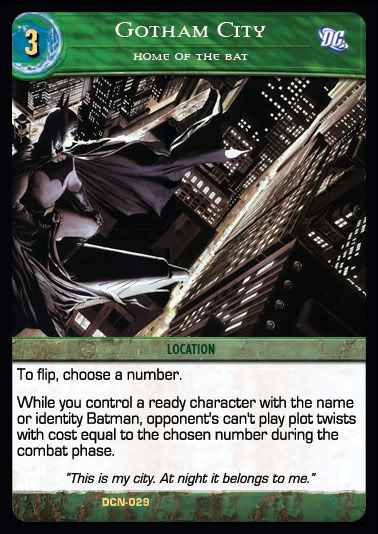 3
Gotham City
HOME OF THE BAT
DC
LOCATION
To flip, choose a number.
While you control a ready character with the name
or identity Batman, opponent's can't play plot twists
with cost equal to the chosen number during the
combat phase.
"This is my city. At night it belongs to me."
DCN-029